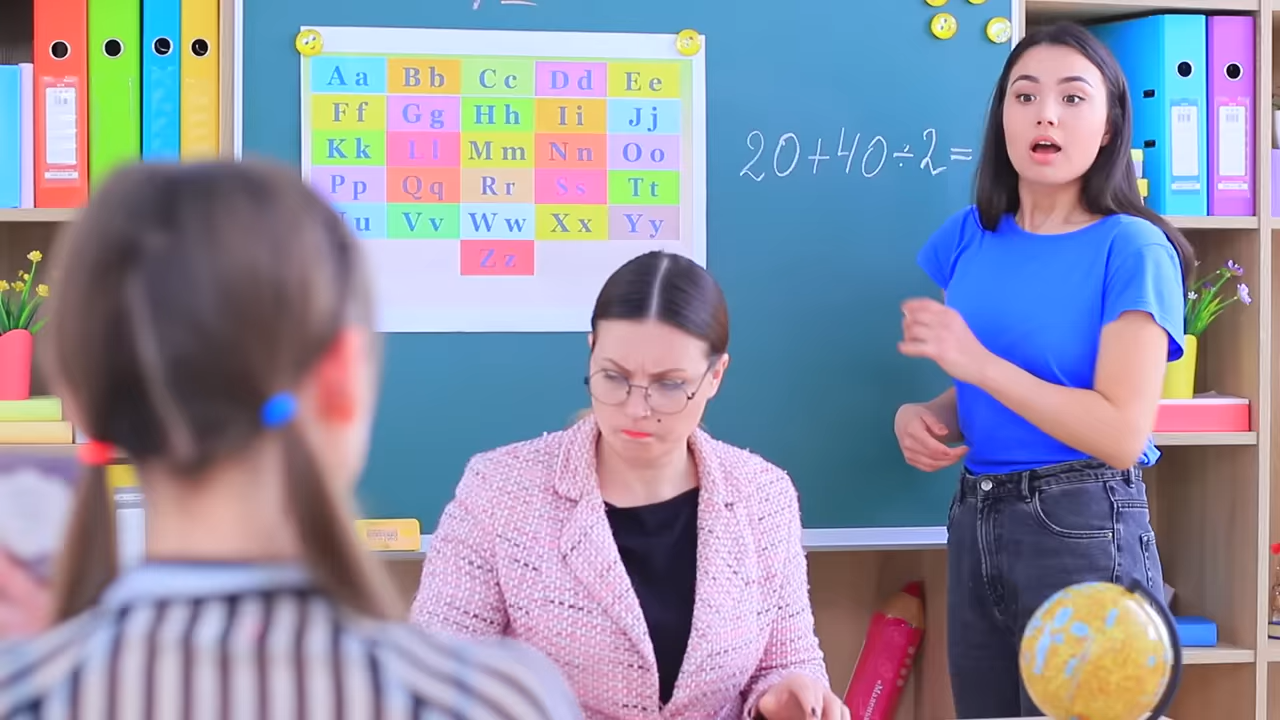 Aa Bb Cc Dd Ee
Ff Gg Hh Ii Jj
Kk Ll Mm Nn Oo
Pp Qq Rr Ss Tt
u Vv Ww Xx Yy
Zz
20+40÷2=